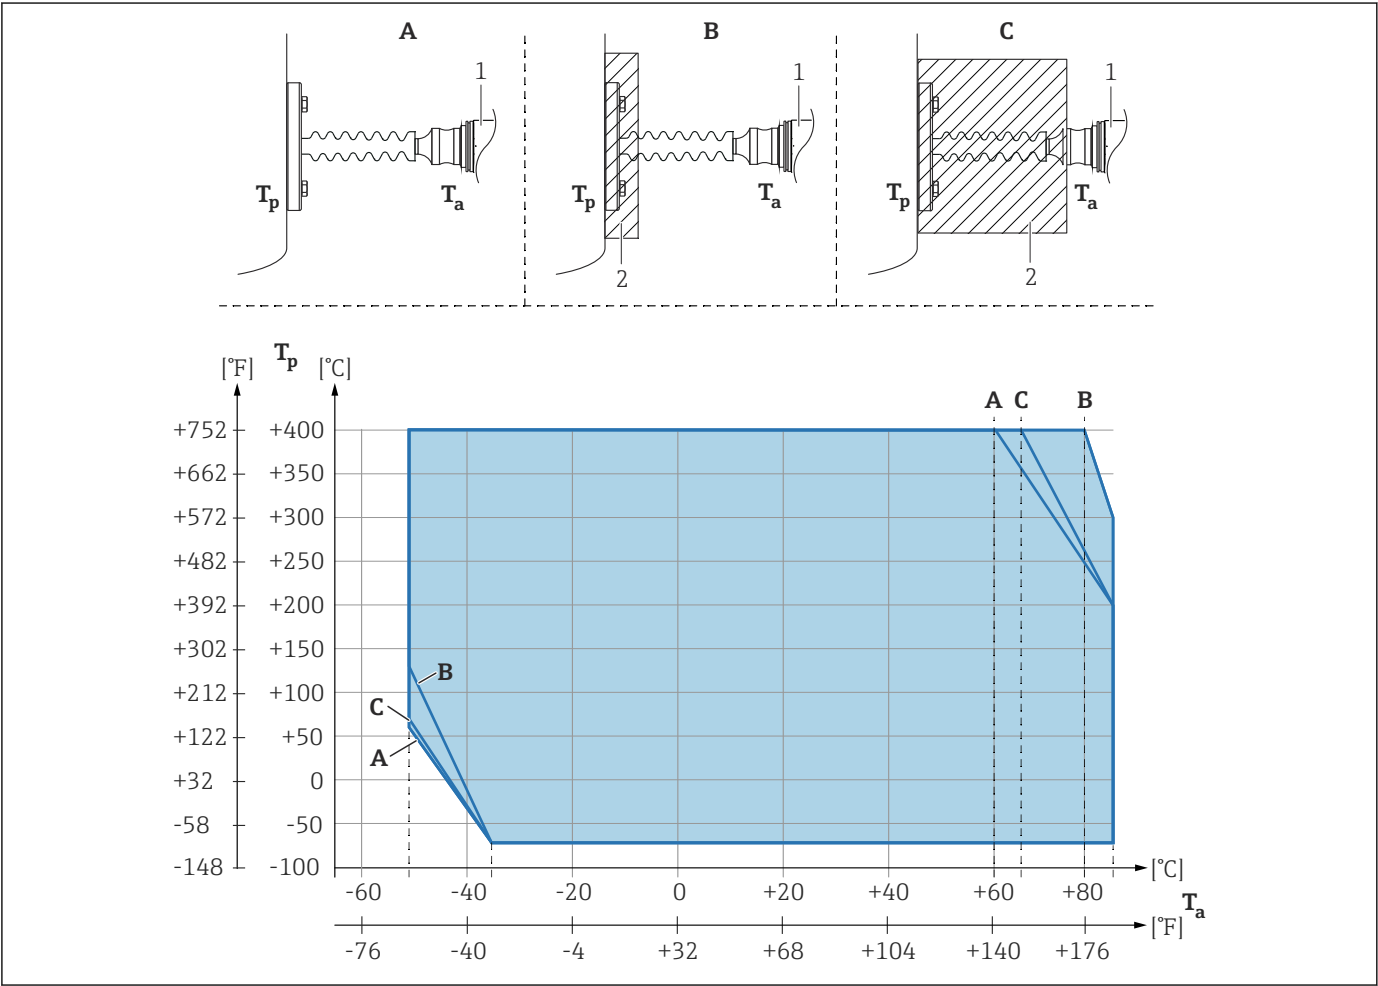 A B C
1 1 1
Tp Ta Tp Ta Tp Ta
2 2
Tp
[°F] [°C]
A C B
+752 +400
+662 +350
+572 +300
+482 +250
+392 +200
+302 +150
B
+212 +100
C
+122 +50
A
+32 0
-58 -50
-148 -100
[°C]
-60 -40 -20 0 +20 +40 +60 +80
Ta
[°F]
-76 -40 -4 +32 +68 +104 +140 +176